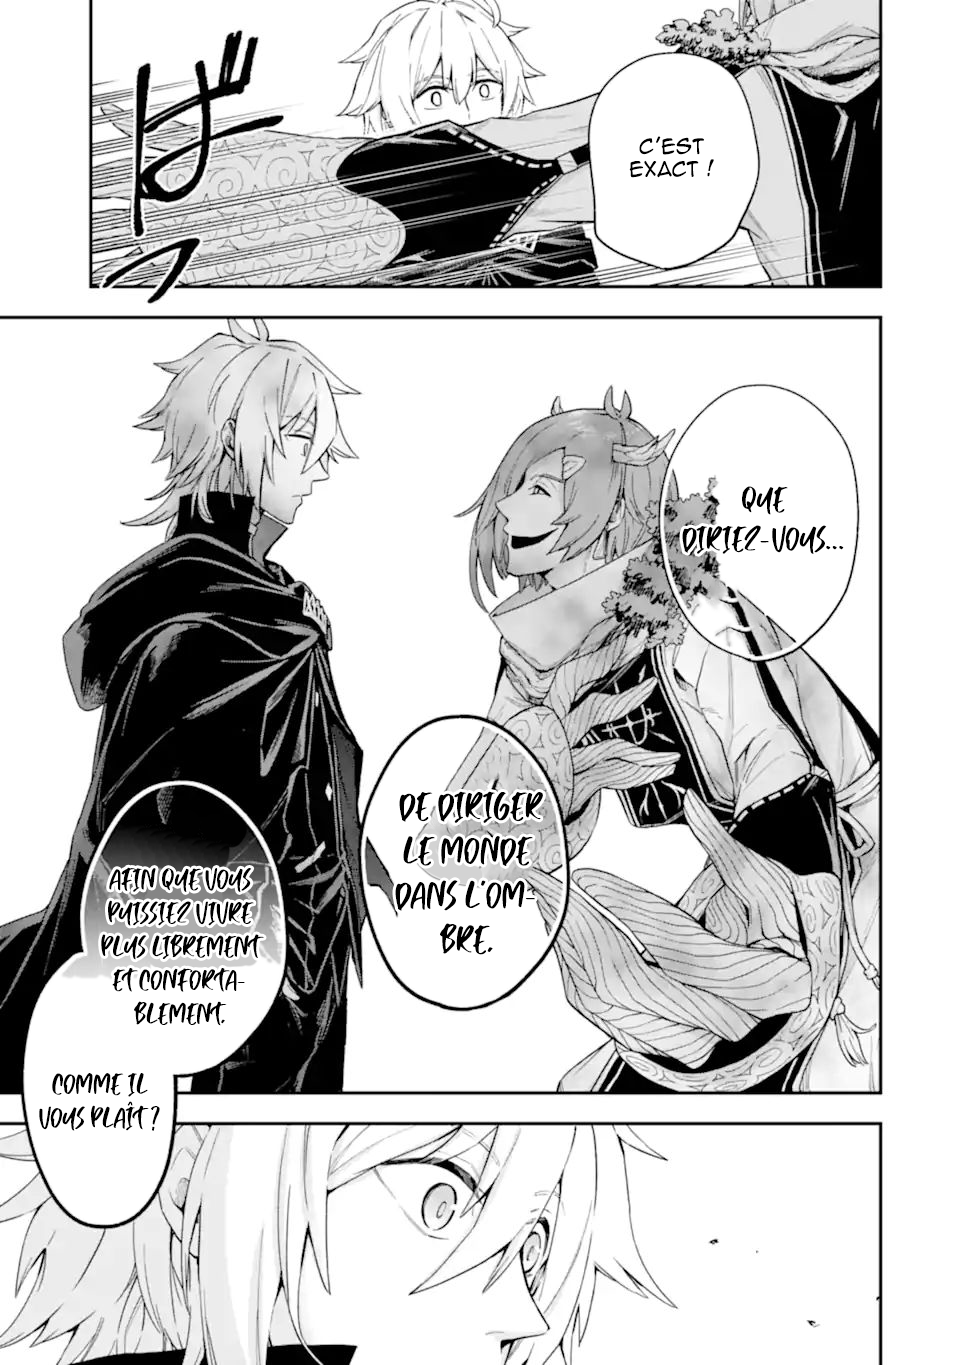 C'EST
EXACT !
ばっ
QUE
DIRIEZ-VOUS...
DE DIRIGER
LE MONDE
DANS L'OM-
BRE.
AFIN QUE VOUS
PUISSIEZ VIVRE
PLUS LIBREMENT
ET CONFORTA-
BLEMENT.
COMME IL
VOUS PLAÎT ?